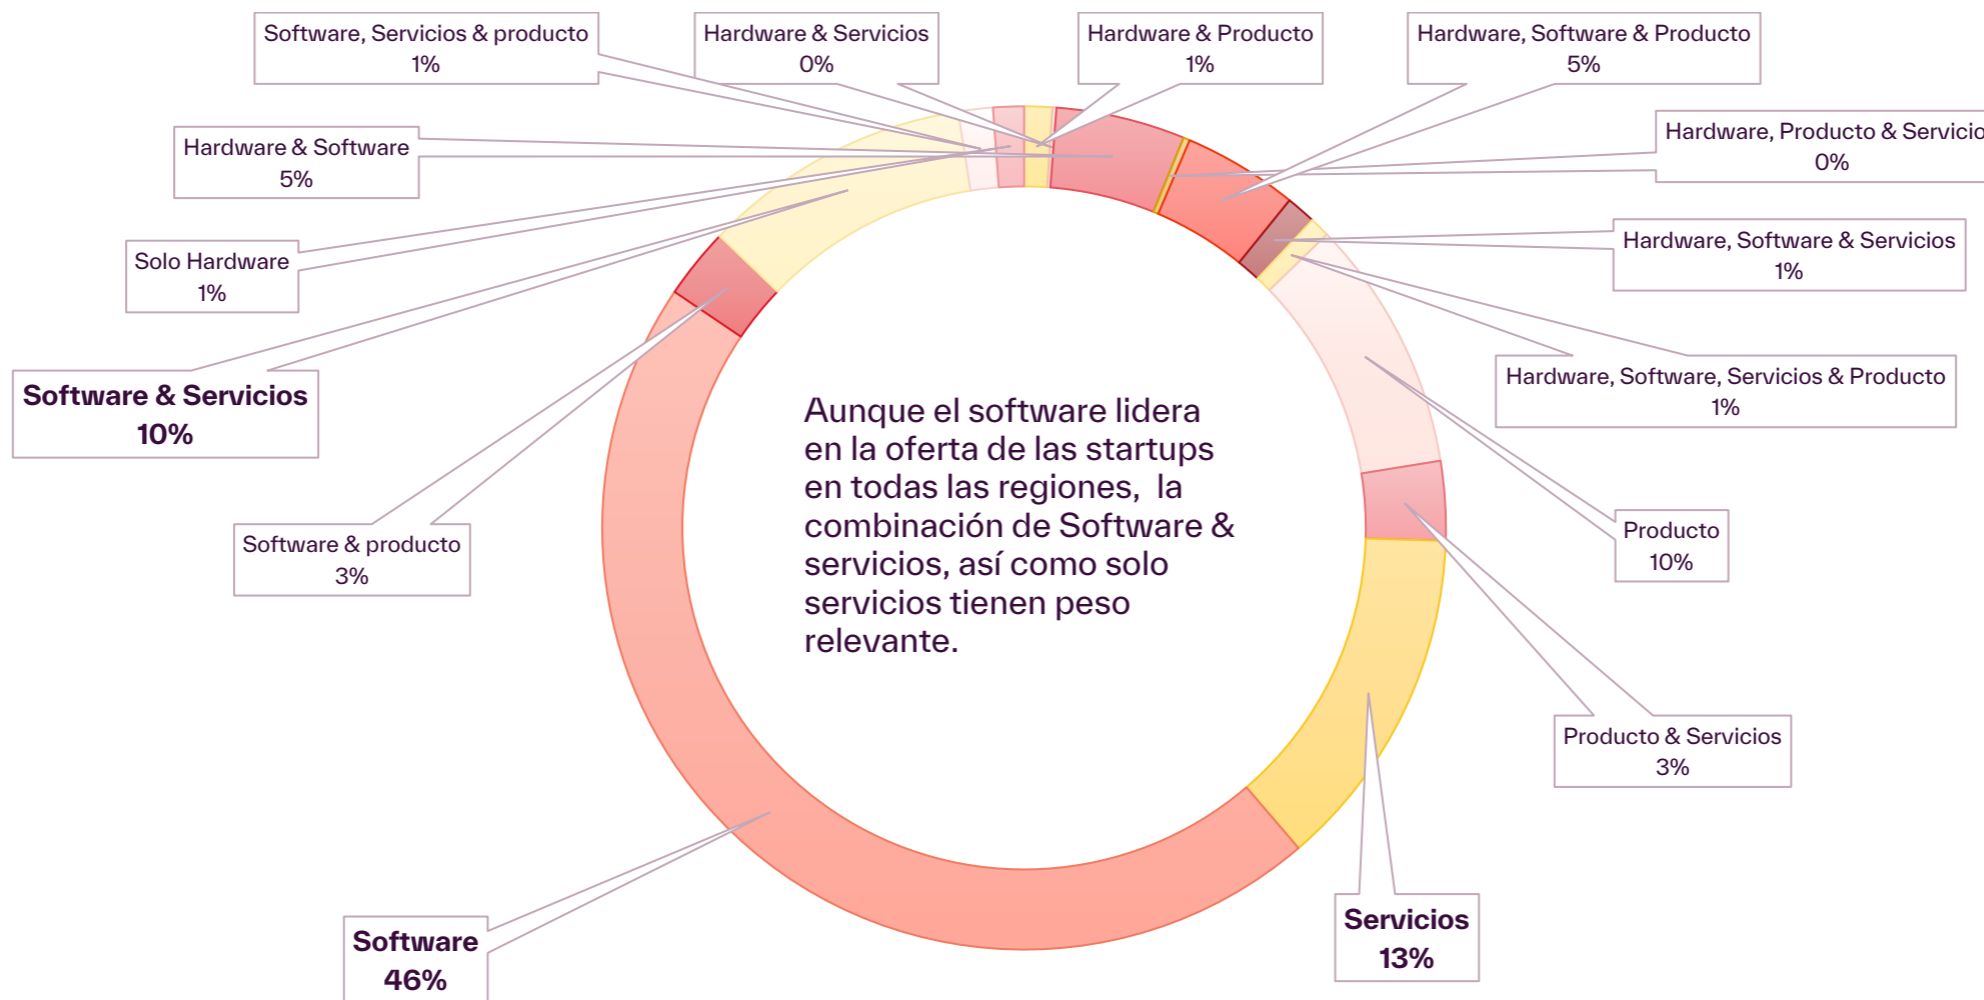 Software, Servicios & producto
1%
Hardware & Servicios
0%
Hardware & Producto
1%
Hardware, Software & Producto
5%
Hardware & Software
5%
Hardware, Producto & Servicio
0%
Solo Hardware
1%
Hardware, Software & Servicios
1%
Software & Servicios
10%
Hardware, Software, Servicios & Producto
1%
Aunque el software lidera
en la oferta de las startups
en todas las regiones, la
combinación de Software &
servicios, así como solo
servicios tienen peso
relevante.
Software & producto
3%
Producto
10%
Producto & Servicios
3%
Software
46%
Servicios
13%